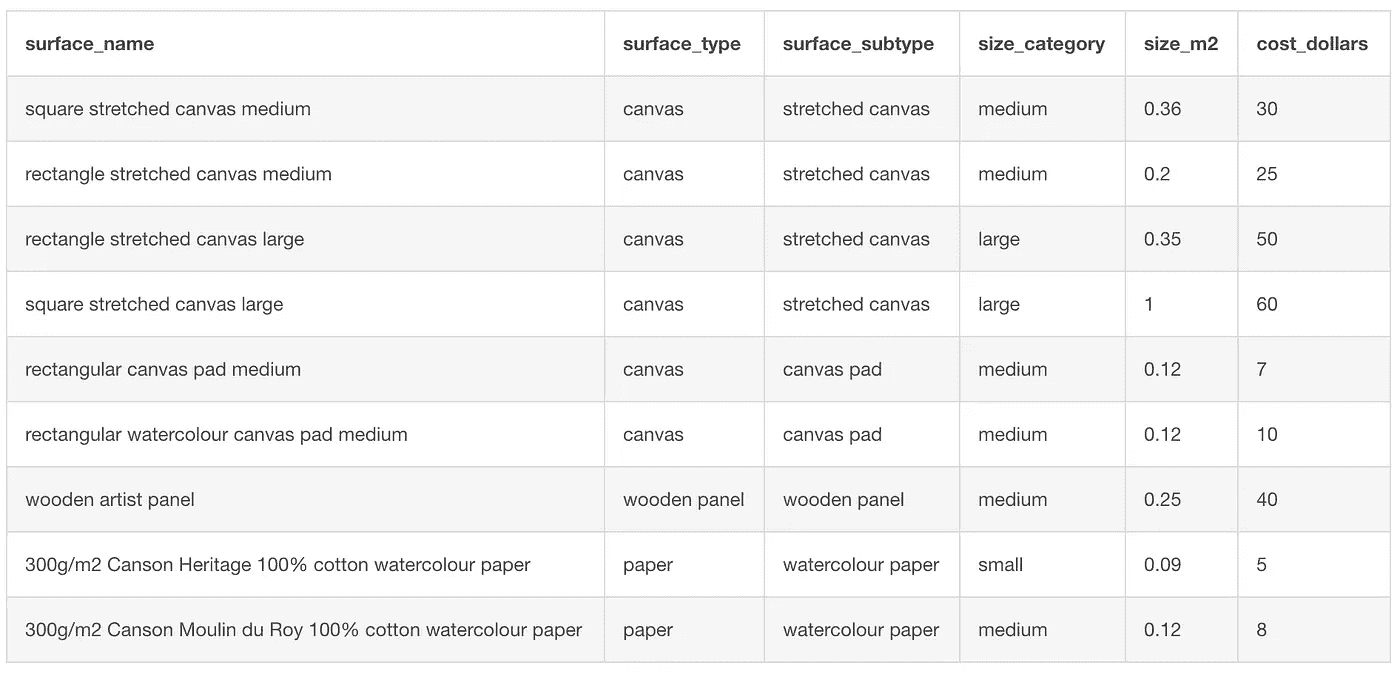 surface_name surface_type surface_subtype size_category size_m2 cost_dollars
square stretched canvas medium canvas stretched canvas medium 0.36 30
rectangle stretched canvas medium canvas stretched canvas medium 0.2 25
rectangle stretched canvas large canvas stretched canvas large 0.35 50
square stretched canvas large canvas stretched canvas large 1 60
rectangular canvas pad medium canvas canvas pad medium 0.12 7
rectangular watercolour canvas pad medium canvas canvas pad medium 0.12 10
wooden artist panel wooden panel wooden panel medium 0.25 40
300g/m2 Canson Heritage 100% cotton watercolour paper paper watercolour paper small 0.09 5
300g/m2 Canson Moulin du Roy 100% cotton watercolour paper paper watercolour paper medium 0.12 8